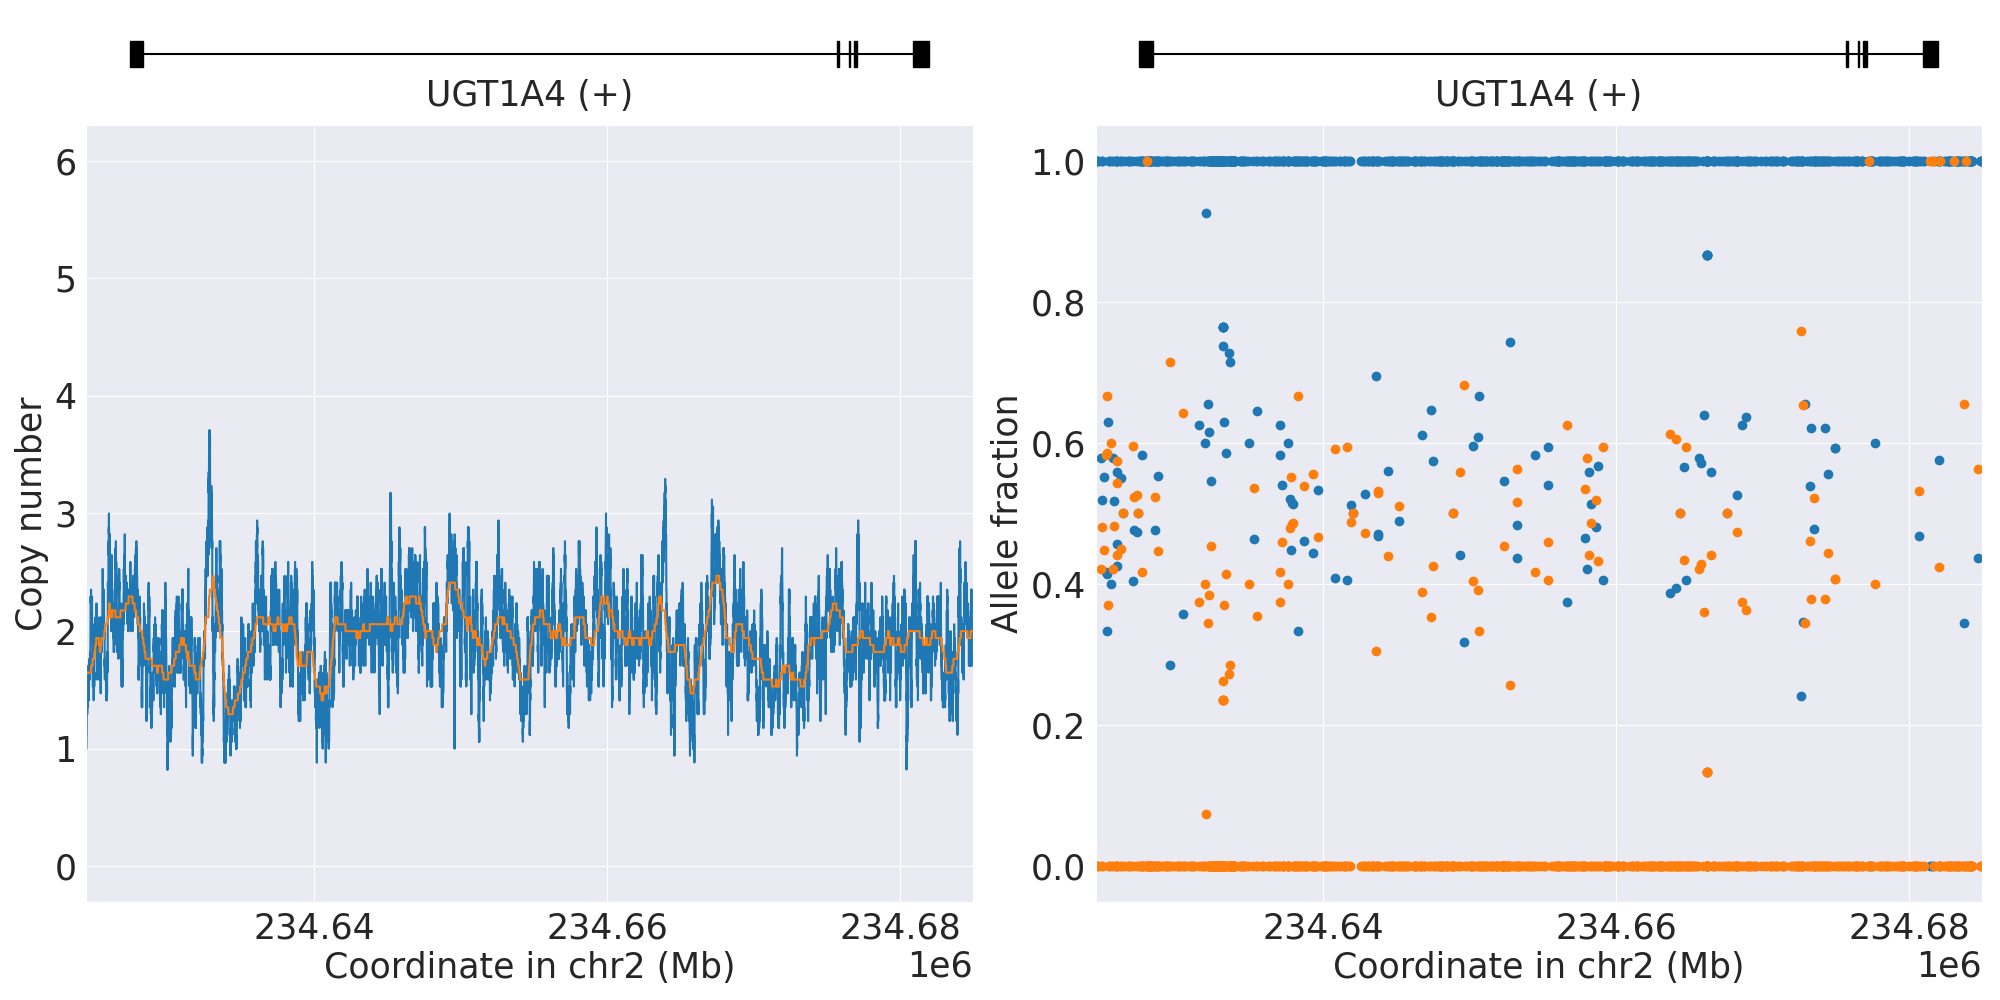 UGT1A4 (+)
6
5
4
3
2
1
0
Copy number
234.64
234.66
234.68
1e6
Coordinate in chr2 (Mb)
UGT1A4 (+)
1.0
0.8
0.6
0.4
0.2
0.0
Allele fraction
234.64
234.66
234.68
1e6
Coordinate in chr2 (Mb)